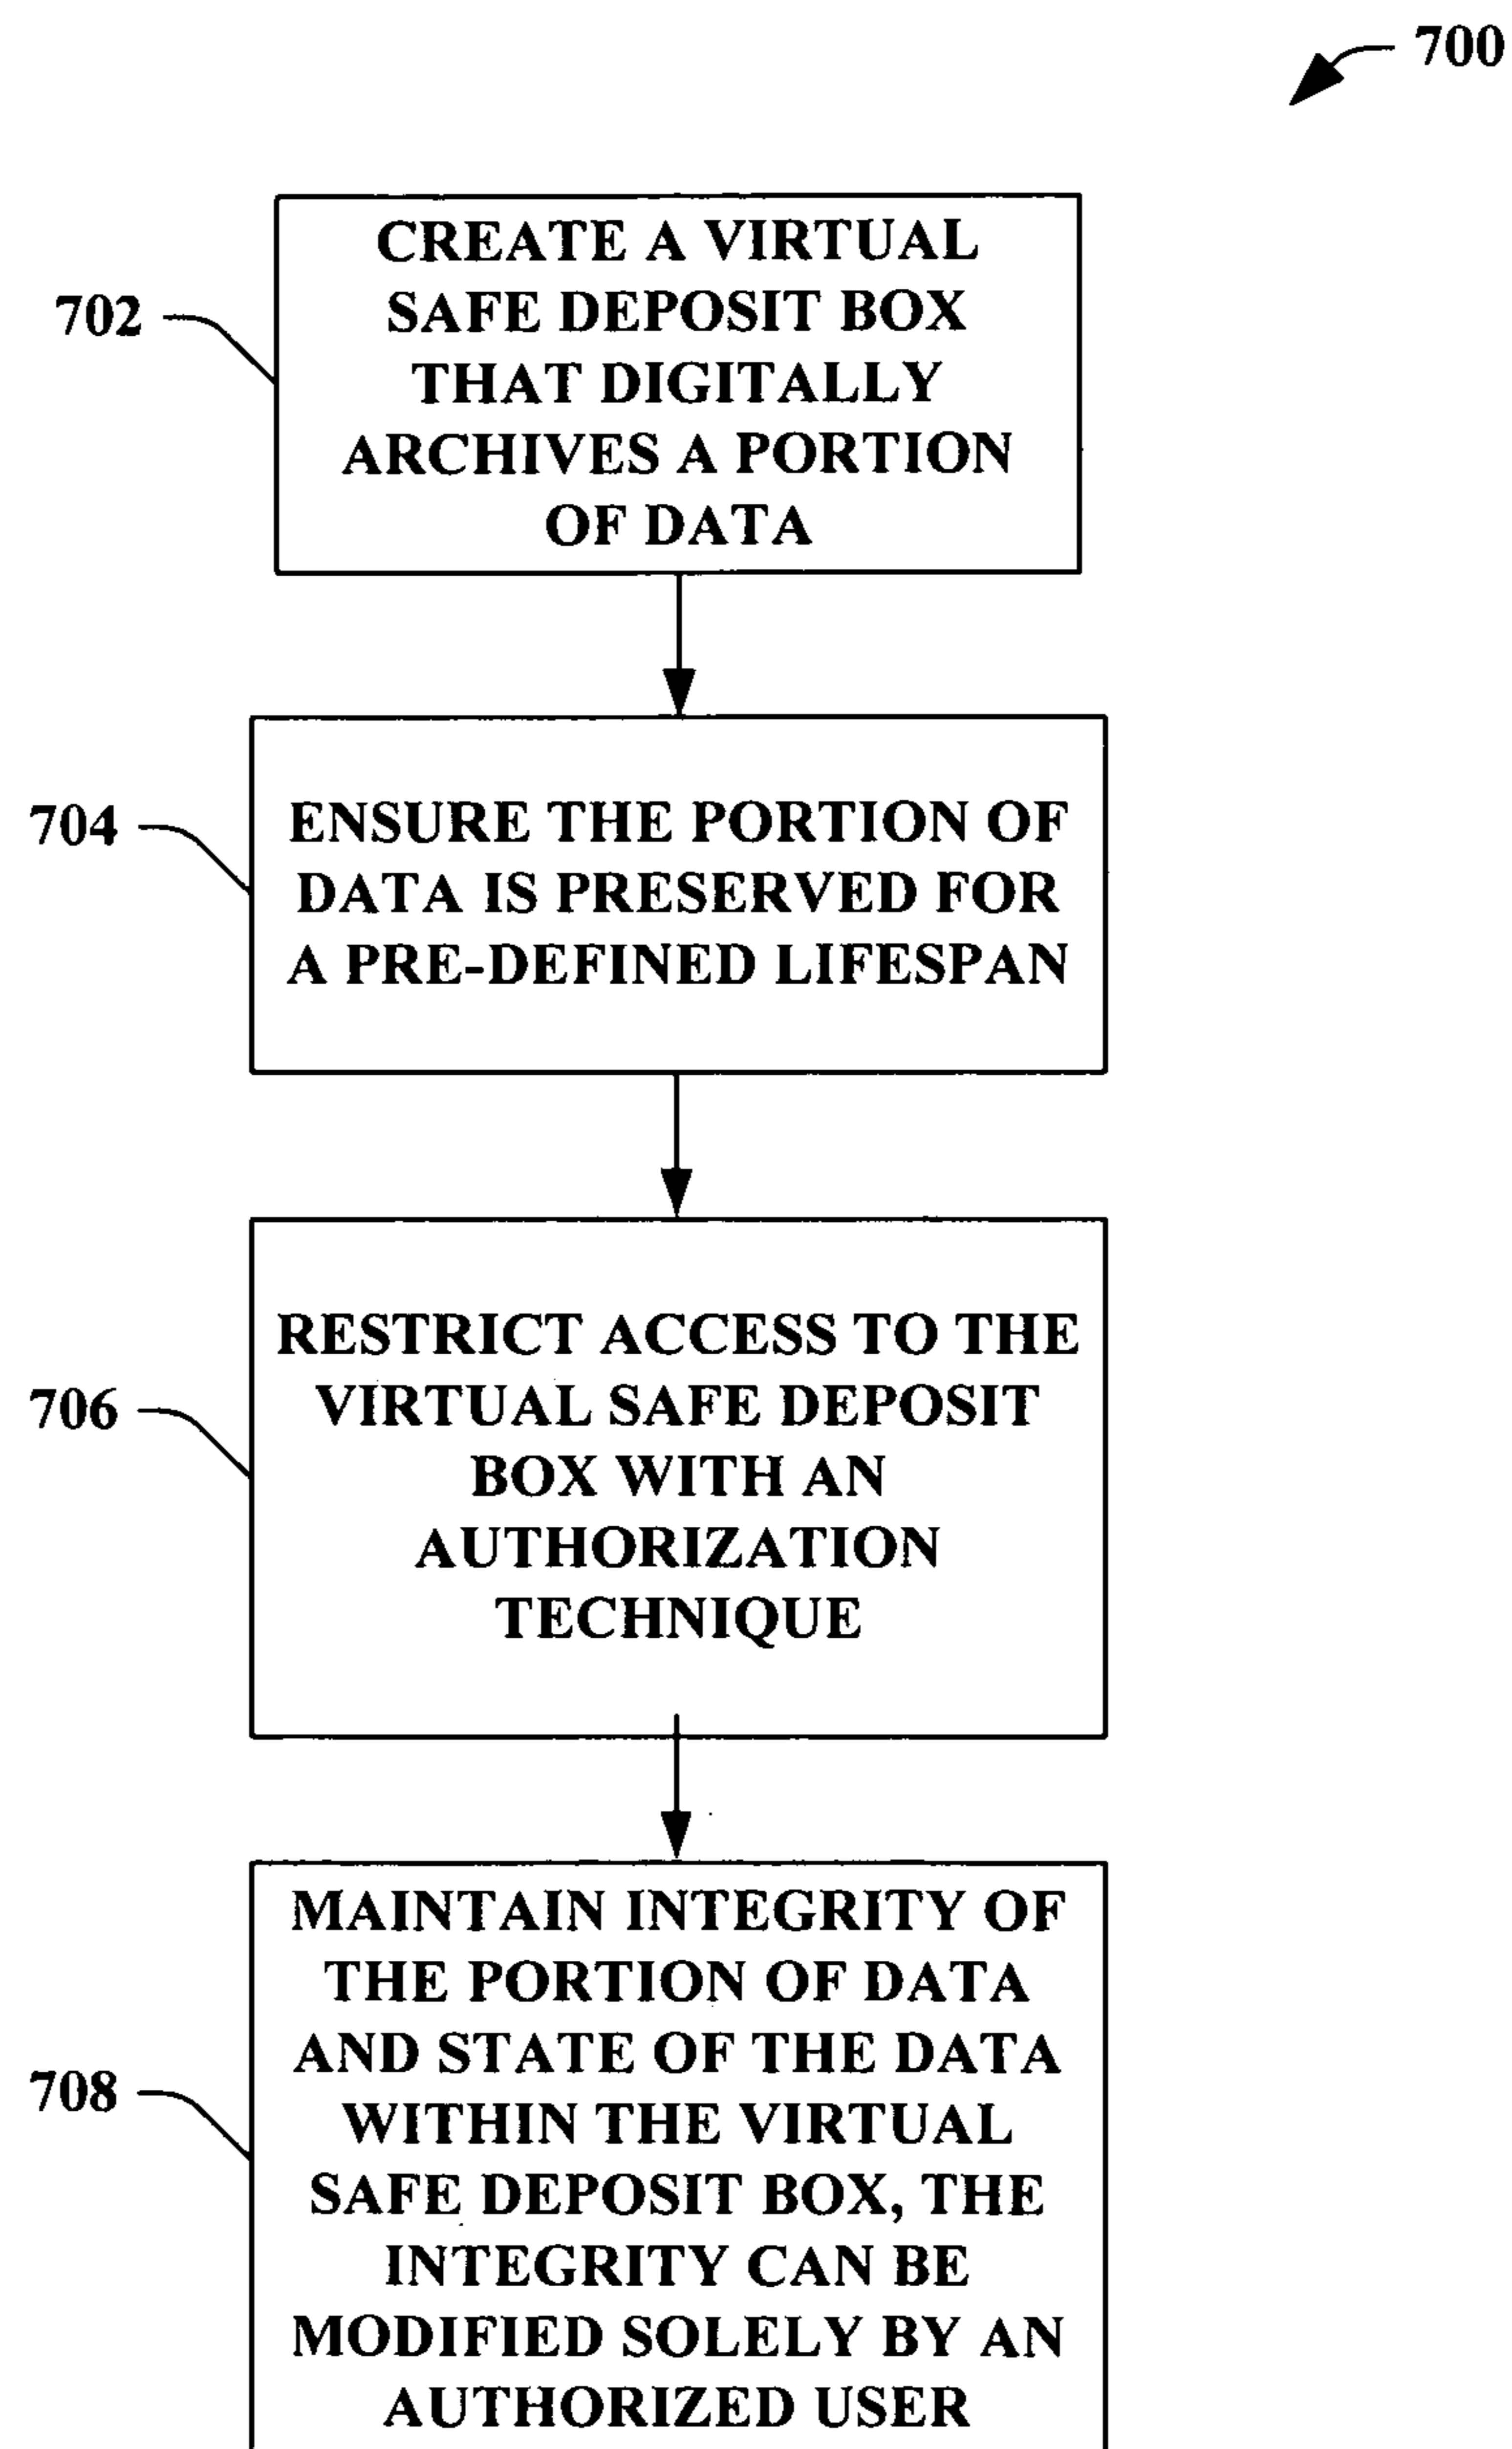 700
702
CREATE A VIRTUAL
SAFE DEPOSIT BOX
THAT DIGITALLY
ARCHIVES A PORTION
OF DATA
704
ENSURE THE PORTION OF
DATA IS PRESERVED FOR
A PRE-DEFINED LIFESPAN
706
RESTRICT ACCESS TO THE
VIRTUAL SAFE DEPOSIT
BOX WITH AN
AUTHORIZATION
TECHNIQUE
708
MAINTAIN INTEGRITY OF
THE PORTION OF DATA
AND STATE OF THE DATA
WITHIN THE VIRTUAL
SAFE DEPOSIT BOX, THE
INTEGRITY CAN BE
MODIFIED SOLELY BY AN
AUTHORIZED USER